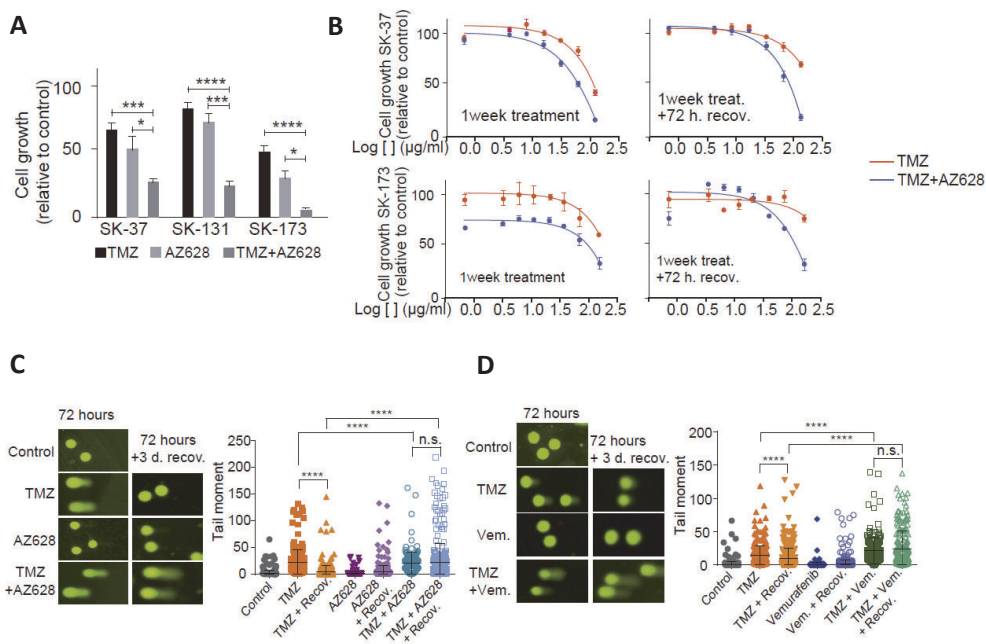 A
Cell growth
(relative to control)
100
50
0
****
***
***
****
*
*
SK-37
SK-131
SK-173
TMZ
AZ628
TMZ+AZ628
B
Cell growth SK-37
(relative to control)
100
50
0
1week treatment
1week treat.
+72 h. recov.
Log [ ] (µg/ml)
0.0 0.5 1.0 1.5 2.0 2.5
0.0 0.5 1.0 1.5 2.0 2.5
TMZ
TMZ+AZ628
Cell growth SK-173
(relative to control)
100
50
0
1week treatment
1week treat.
+72 h. recov.
Log [ ] (µg/ml)
0.0 0.5 1.0 1.5 2.0 2.5
0.0 0.5 1.0 1.5 2.0 2.5
C
72 hours
72 hours
+ 3 d. recov.
Control
TMZ
AZ628
TMZ
+AZ628
Tail moment
250
200
150
100
50
0
****
****
n.s.
****
Control
TMZ
TMZ + Recov.
AZ628
AZ628
+ Recov.
TMZ + AZ628
TMZ + AZ628
+ Recov.
D
72 hours
72 hours
+ 3 d. recov.
Control
TMZ
Vem.
TMZ
+Vem.
Tail moment
200
150
100
50
0
****
****
n.s.
****
Control
TMZ
TMZ + Recov.
Vemurafenib
Vem. + Recov.
TMZ + Vem.
TMZ + Vem.
+ Recov.